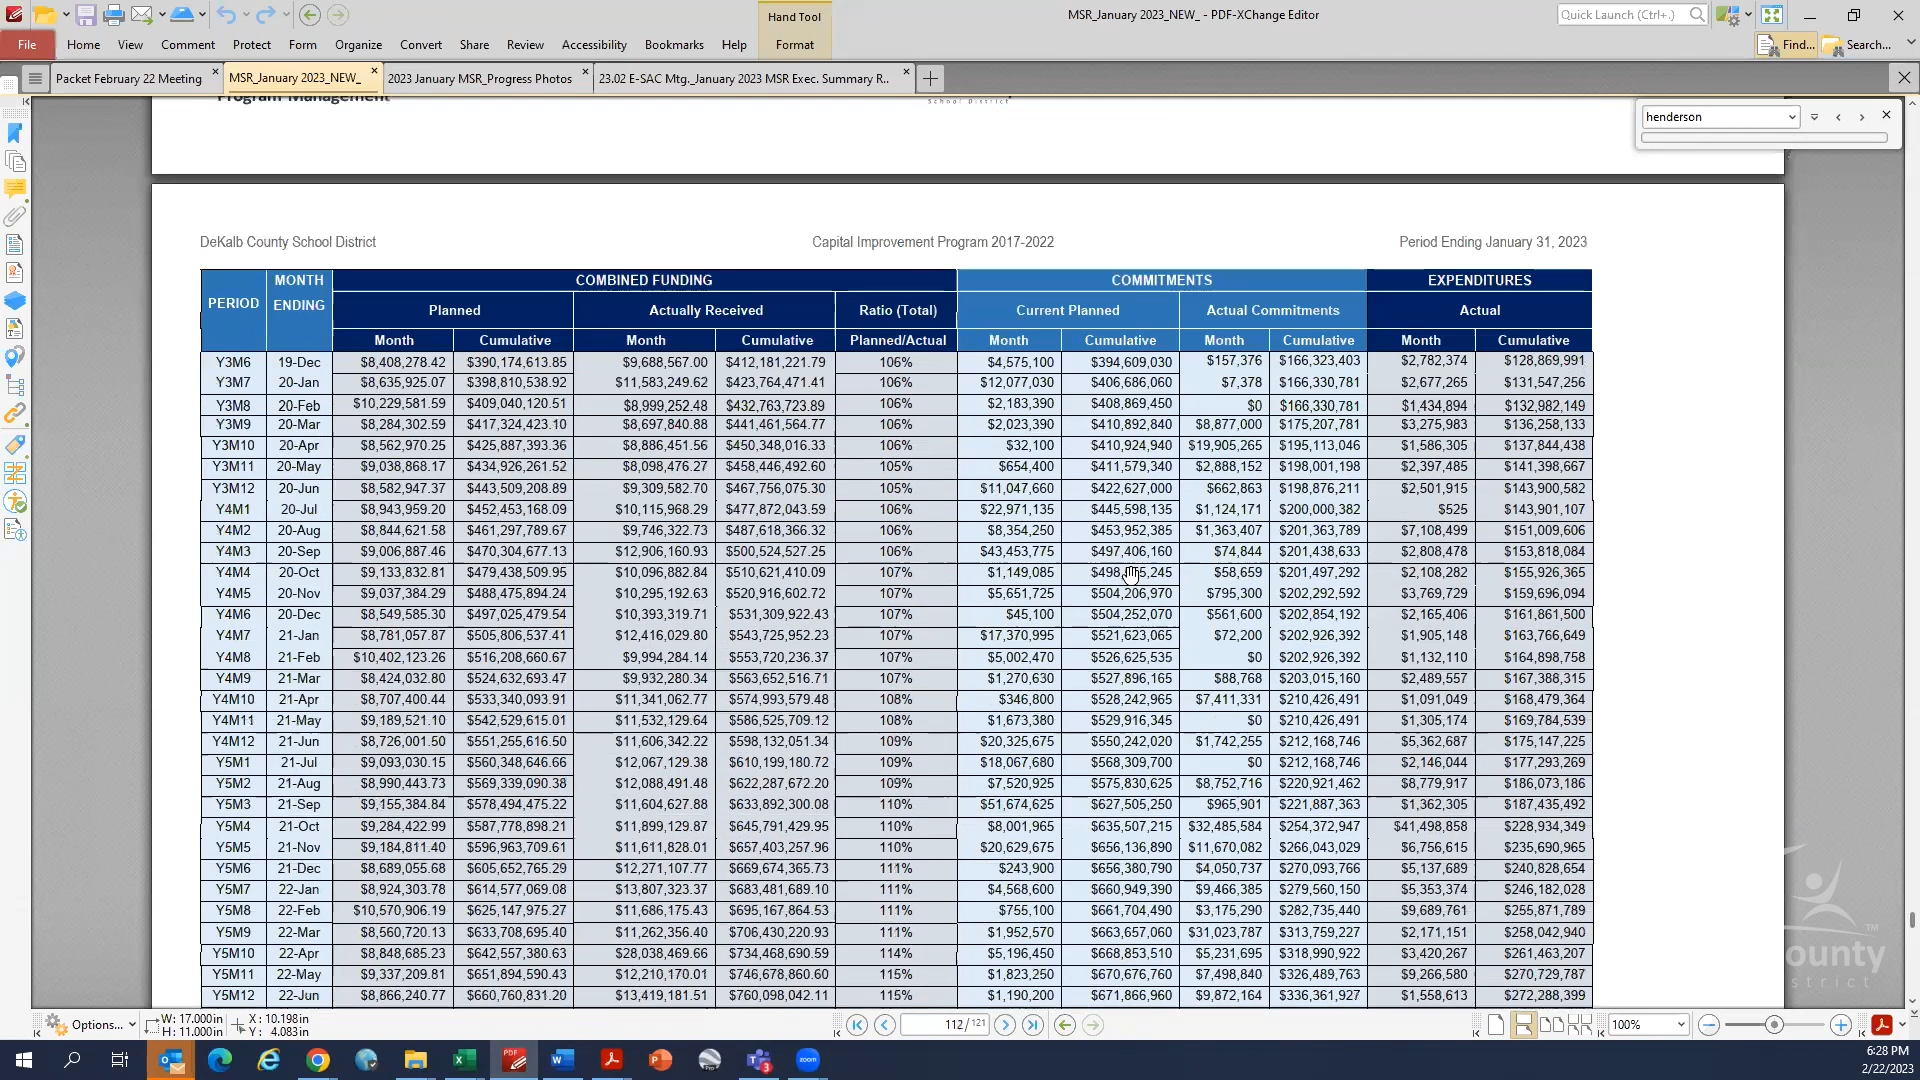 Hand Tool
MSR_January 2023_NEW_ - PDF-XChange Editor
Quick Launch (Ctrl+.)
File Home View Comment Protect Form Organize Convert Share Review Accessibility Bookmarks Help Format Find... Search...
Packet February 22 Meeting MSR_January 2023_NEW_ 2023 January MSR_Progress Photos 23.02 E-SAC Mtg._January 2023 MSR Exec. Summary R..
henderson
Program Management School District
DeKalb County School District Capital Improvement Program 2017-2022 Period Ending January 31, 2023
PERIOD MONTH ENDING COMBINED FUNDING COMMITMENTS EXPENDITURES
Planned Actually Received Ratio (Total) Current Planned Actual Commitments Actual
Month Cumulative Month Cumulative Planned/Actual Month Cumulative Month Cumulative Month Cumulative
Y3M6 19-Dec $8,408,278.42 $390,174,613.85 $9,688,567.00 $412,181,221.79 106% $4,575,100 $394,609,030 $157,376 $166,323,403 $2,782,374 $128,869,991
Y3M7 20-Jan $8,635,925.07 $398,810,538.92 $11,583,249.62 $423,764,471.41 106% $12,077,030 $406,686,060 $7,378 $166,330,781 $2,677,265 $131,547,256
Y3M8 20-Feb $10,229,581.59 $409,040,120.51 $8,999,252.48 $432,763,723.89 106% $2,183,390 $408,869,450 $0 $166,330,781 $1,434,894 $132,982,149
Y3M9 20-Mar $8,284,302.59 $417,324,423.10 $8,697,840.88 $441,461,564.77 106% $2,023,390 $410,892,840 $8,877,000 $175,207,781 $3,275,983 $136,258,133
Y3M10 20-Apr $8,562,970.25 $425,887,393.36 $8,886,451.56 $450,348,016.33 106% $32,100 $410,924,940 $19,905,265 $195,113,046 $1,586,305 $137,844,438
Y3M11 20-May $9,038,868.17 $434,926,261.52 $8,098,476.27 $458,446,492.60 105% $654,400 $411,579,340 $2,888,152 $198,001,198 $2,397,485 $141,398,667
Y3M12 20-Jun $8,582,947.37 $443,509,208.89 $9,309,582.70 $467,756,075.30 105% $11,047,660 $422,627,000 $662,863 $198,876,211 $2,501,915 $143,900,582
Y4M1 20-Jul $8,943,959.20 $452,453,168.09 $10,115,968.29 $477,872,043.59 106% $22,971,135 $445,598,135 $1,124,171 $200,000,382 $525 $143,901,107
Y4M2 20-Aug $8,844,621.58 $461,297,789.67 $9,746,322.73 $487,618,366.32 106% $8,354,250 $453,952,385 $1,363,407 $201,363,789 $7,108,499 $151,009,606
Y4M3 20-Sep $9,006,887.46 $470,304,677.13 $12,906,160.93 $500,524,527.25 106% $43,453,775 $497,406,160 $74,844 $201,438,633 $2,808,478 $153,818,084
Y4M4 20-Oct $9,133,832.81 $479,438,509.95 $10,096,882.84 $510,621,410.09 107% $1,149,085 $58,659 $201,497,292 $2,108,282 $155,926,365
Y4M5 20-Nov $9,037,384.29 $488,475,894.24 $10,295,192.63 $520,916,602.72 107% $5,651,725 $504,206,970 $795,300 $202,292,592 $3,769,729 $159,696,094
Y4M6 20-Dec $8,549,585.30 $497,025,479.54 $10,393,319.71 $531,309,922.43 107% $45,100 $504,252,070 $561,600 $202,854,192 $2,165,406 $161,861,500
Y4M7 21-Jan $8,781,057.87 $505,806,537.41 $12,416,029.80 $543,725,952.23 107% $17,370,995 $521,623,065 $72,200 $202,926,392 $1,905,148 $163,766,649
Y4M8 21-Feb $10,402,123.26 $516,208,660.67 $9,994,284.14 $553,720,236.37 107% $5,002,470 $526,625,535 $0 $202,926,392 $1,132,110 $164,898,758
Y4M9 21-Mar $8,424,032.80 $524,632,693.47 $9,932,280.34 $563,652,516.71 107% $1,270,630 $527,896,165 $88,768 $203,015,160 $2,489,557 $167,388,315
Y4M10 21-Apr $8,707,400.44 $533,340,093.91 $11,341,062.77 $574,993,579.48 108% $346,800 $528,242,965 $7,411,331 $210,426,491 $1,091,049 $168,479,364
Y4M11 21-May $9,189,521.10 $542,529,615.01 $11,532,129.64 $586,525,709.12 108% $1,673,380 $529,916,345 $0 $210,426,491 $1,305,174 $169,784,539
Y4M12 21-Jun $8,726,001.50 $551,255,616.50 $11,606,342.22 $598,132,051.34 109% $20,325,675 $550,242,020 $1,742,255 $212,168,746 $5,362,687 $175,147,225
Y5M1 21-Jul $9,093,030.15 $560,348,646.66 $12,067,129.38 $610,199,180.72 109% $18,067,680 $568,309,700 $0 $212,168,746 $2,146,044 $177,293,269
Y5M2 21-Aug $8,990,443.73 $569,339,090.38 $12,088,491.48 $622,287,672.20 109% $7,520,925 $575,830,625 $8,752,716 $220,921,462 $8,779,917 $186,073,186
Y5M3 21-Sep $9,155,384.84 $578,494,475.22 $11,604,627.88 $633,892,300.08 110% $51,674,625 $627,505,250 $965,901 $221,887,363 $1,362,305 $187,435,492
Y5M4 21-Oct $9,284,422.99 $587,778,898.21 $11,899,129.87 $645,791,429.95 110% $8,001,965 $635,507,215 $32,485,584 $254,372,947 $41,498,858 $228,934,349
Y5M5 21-Nov $9,184,811.40 $596,963,709.61 $11,611,828.01 $657,403,257.96 110% $20,629,675 $656,136,890 $11,670,082 $266,043,029 $6,756,615 $235,690,965
Y5M6 21-Dec $8,689,055.68 $605,652,765.29 $12,271,107.77 $669,674,365.73 111% $243,900 $656,380,790 $4,050,737 $270,093,766 $5,137,689 $240,828,654
Y5M7 22-Jan $8,924,303.78 $614,577,069.08 $13,807,323.37 $683,481,689.10 111% $4,568,600 $660,949,390 $9,466,385 $279,560,150 $5,353,374 $246,182,028
Y5M8 22-Feb $10,570,906.19 $625,147,975.27 $11,686,175.43 $695,167,864.53 111% $755,100 $661,704,490 $3,175,290 $282,735,440 $9,689,761 $255,871,789
Y5M9 22-Mar $8,560,720.13 $633,708,695.40 $11,262,356.40 $706,430,220.93 111% $1,952,570 $663,657,060 $31,023,787 $313,759,227 $2,171,151 $258,042,940
Y5M10 22-Apr $8,848,685.23 $642,557,380.63 $28,038,469.66 $734,468,690.59 114% $5,196,450 $668,853,510 $5,231,695 $318,990,922 $3,420,267 $261,463,207
Y5M11 22-May $9,337,209.81 $651,894,590.43 $12,210,170.01 $746,678,860.60 115% $1,823,250 $670,676,760 $7,498,840 $326,489,763 $9,266,580 $270,729,787
Y5M12 22-Jun $8,866,240.77 $660,760,831.20 $13,419,181.51 $760,098,042.11 115% $1,190,200 $671,866,960 $9,872,164 $336,361,927 $1,558,613 $272,288,399
ounty
strict
TM
Options... W: 17.000in X: 10.198in
H: 11.000in Y: 4.083in
112 / 121 100%
6:28 PM
2/22/2023
zoom